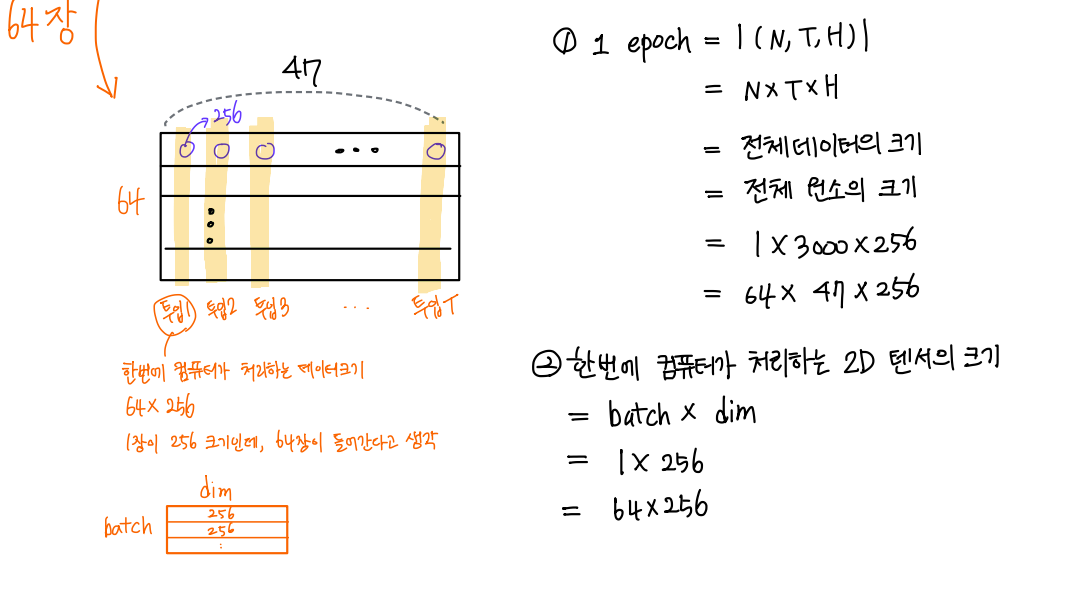 64장
47
256
64
투입1 투입2 투입3 ... 투입T
한번에 컴퓨터가 처리하는 데이터크기
64 × 256
1장이 256 크기인데, 64장이 들어간다고 생각
dim
batch
256
256
:
① 1 epoch = |(N, T, H)|
= N×T×H
= 전체데이터의 크기
= 전체 원소의 크기
= 1 × 3000 × 256
= 64 × 47 × 256
② 한번에 컴퓨터가 처리하는 2D 텐서의 크기
= batch × dim
= 1 × 256
= 64×256